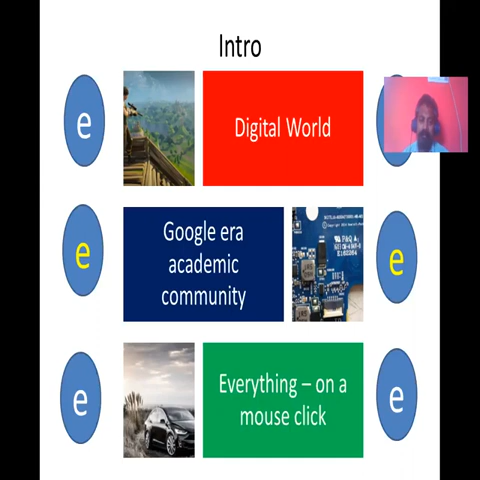 Intro
e
Digital World
e
Google era
academic
community
e
e
Everything – on a
mouse click
e